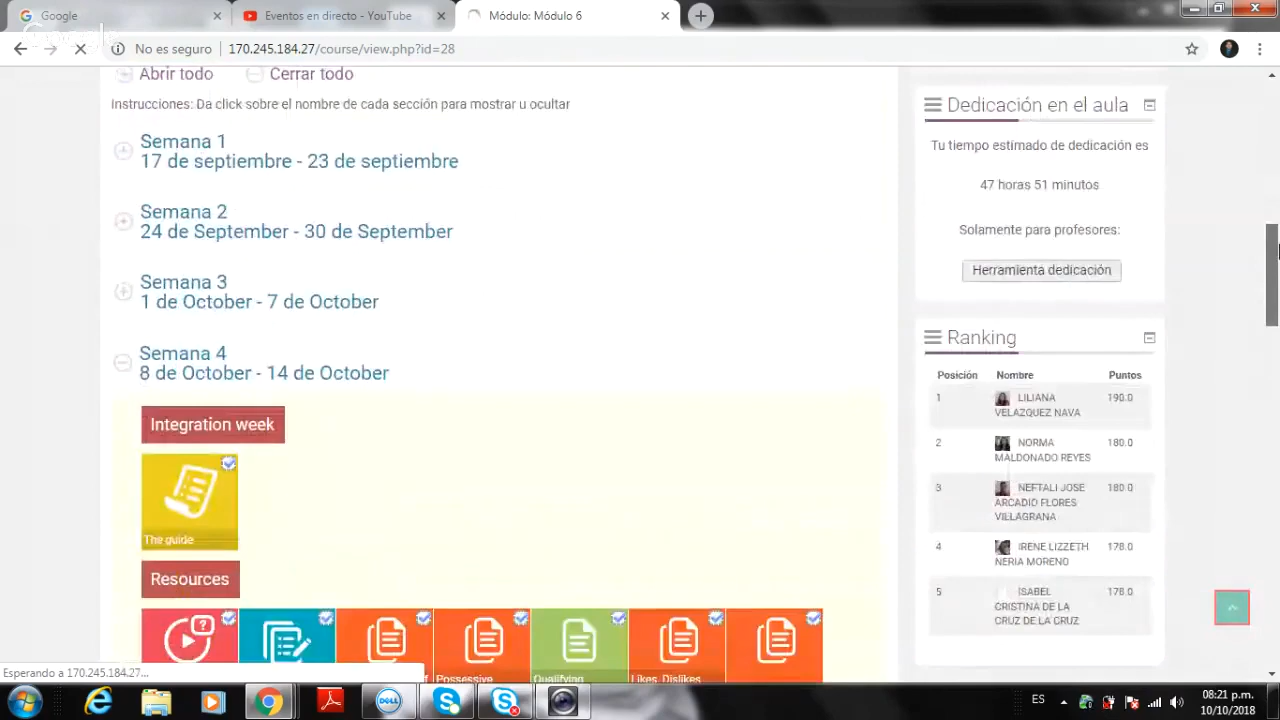 Google
Eventos en directo - YouTube
Módulo: Módulo 6
No es seguro
170.245.184.27/course/view.php?id=28
Abrir todo
Cerrar todo
Instrucciones: Da click sobre el nombre de cada sección para mostrar u ocultar
Semana 1
17 de septiembre - 23 de septiembre
Semana 2
24 de September - 30 de September
Semana 3
1 de October - 7 de October
Semana 4
8 de October - 14 de October
Integration week
The guide
Resources
Possessive
Qualifying
Likes, Dislikes
Dedicación en el aula
Tu tiempo estimado de dedicación es
47 horas 51 minutos
Solamente para profesores:
Herramienta dedicación
Ranking
Posición Nombre Puntos
1 LILIANA 190.0
VELAZQUEZ NAVA
2 NORMA 180.0
MALDONADO REYES
3 NEFTALI JOSE 180.0
ARCADIO FLORES
VILLAGRANA
4 IRENE LIZZETH 178.0
NERIA MORENO
5 ISABEL 178.0
CRISTINA DE LA
CRUZ DE LA CRUZ
Esperando a 170.245.184.27...
DELL
ES
08:21 p.m.
10/10/2018